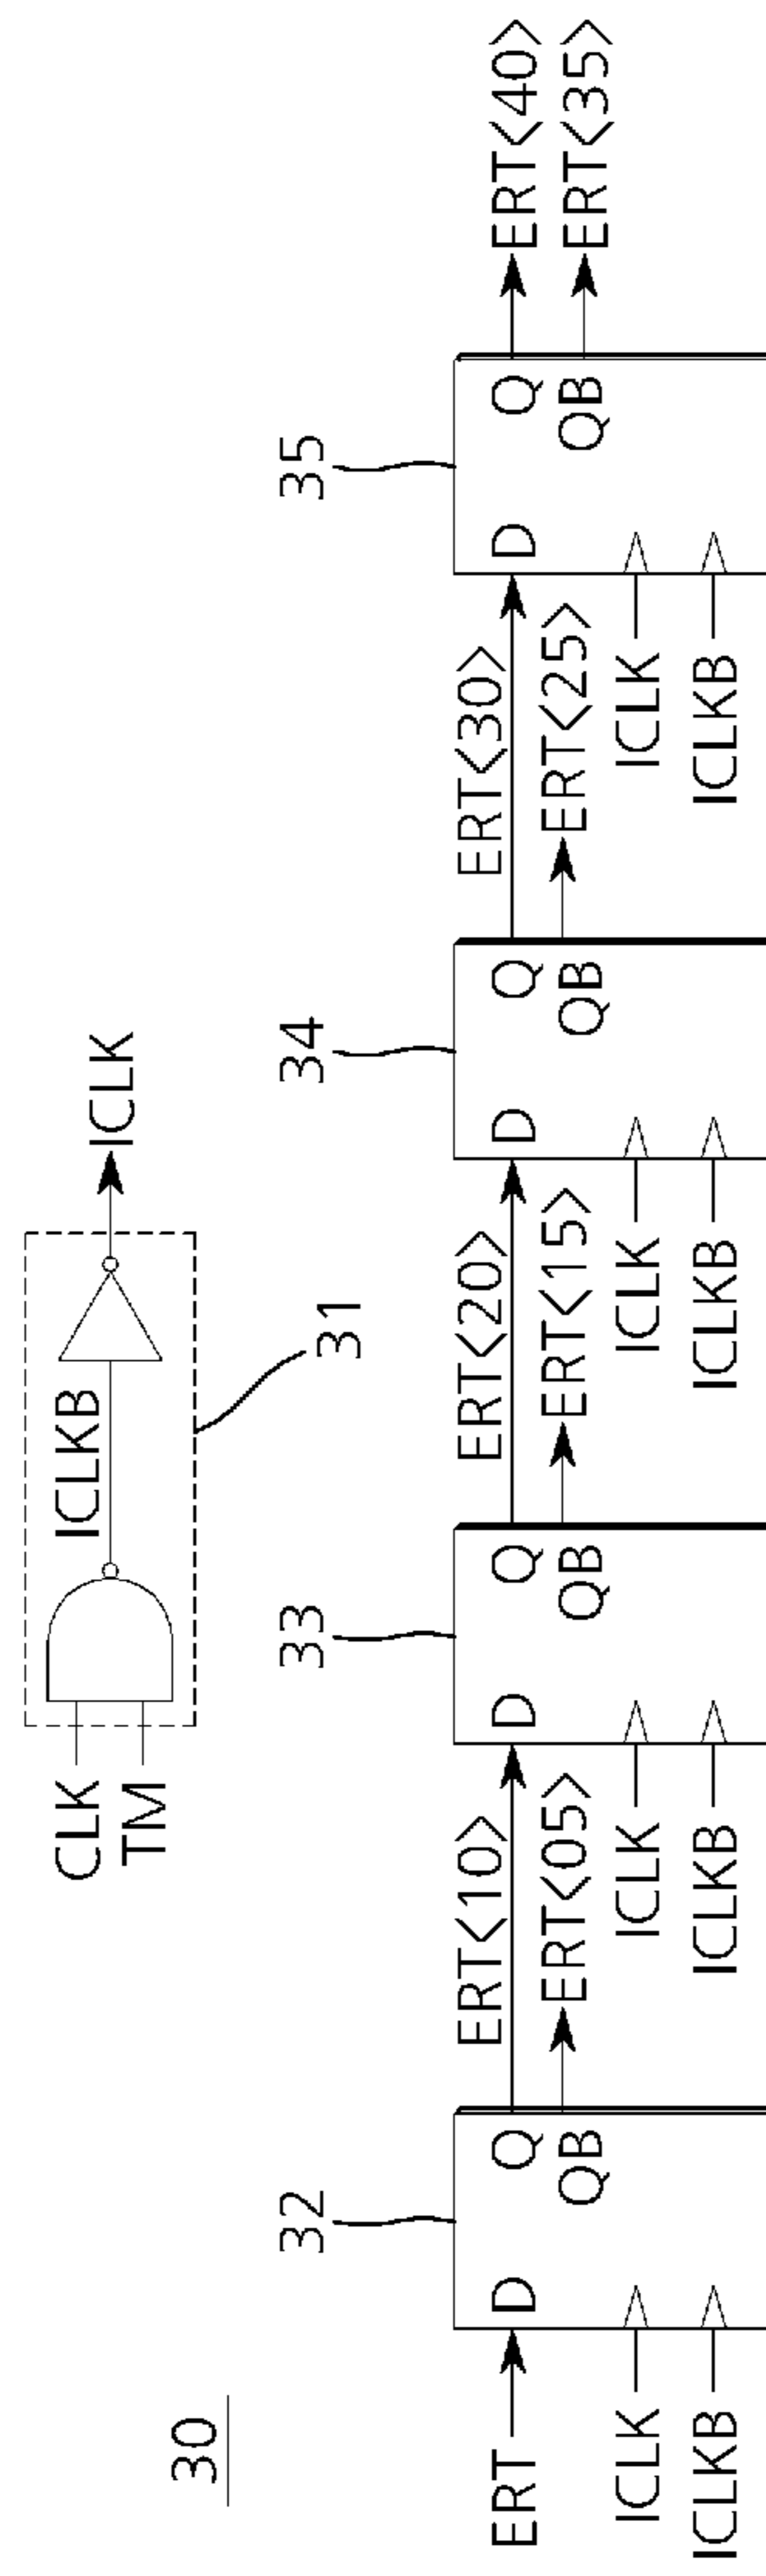 30
CLK
TM
ICLKB
ICLK
31
32
ERT
D
Q
QB
ICLK
ICLKB
ERT<10>
ERT<05>
33
D
Q
QB
ICLK
ICLKB
ERT<20>
ERT<15>
34
D
Q
QB
ICLK
ICLKB
ERT<30>
ERT<25>
35
D
Q
QB
ICLK
ICLKB
ERT<40>
ERT<35>